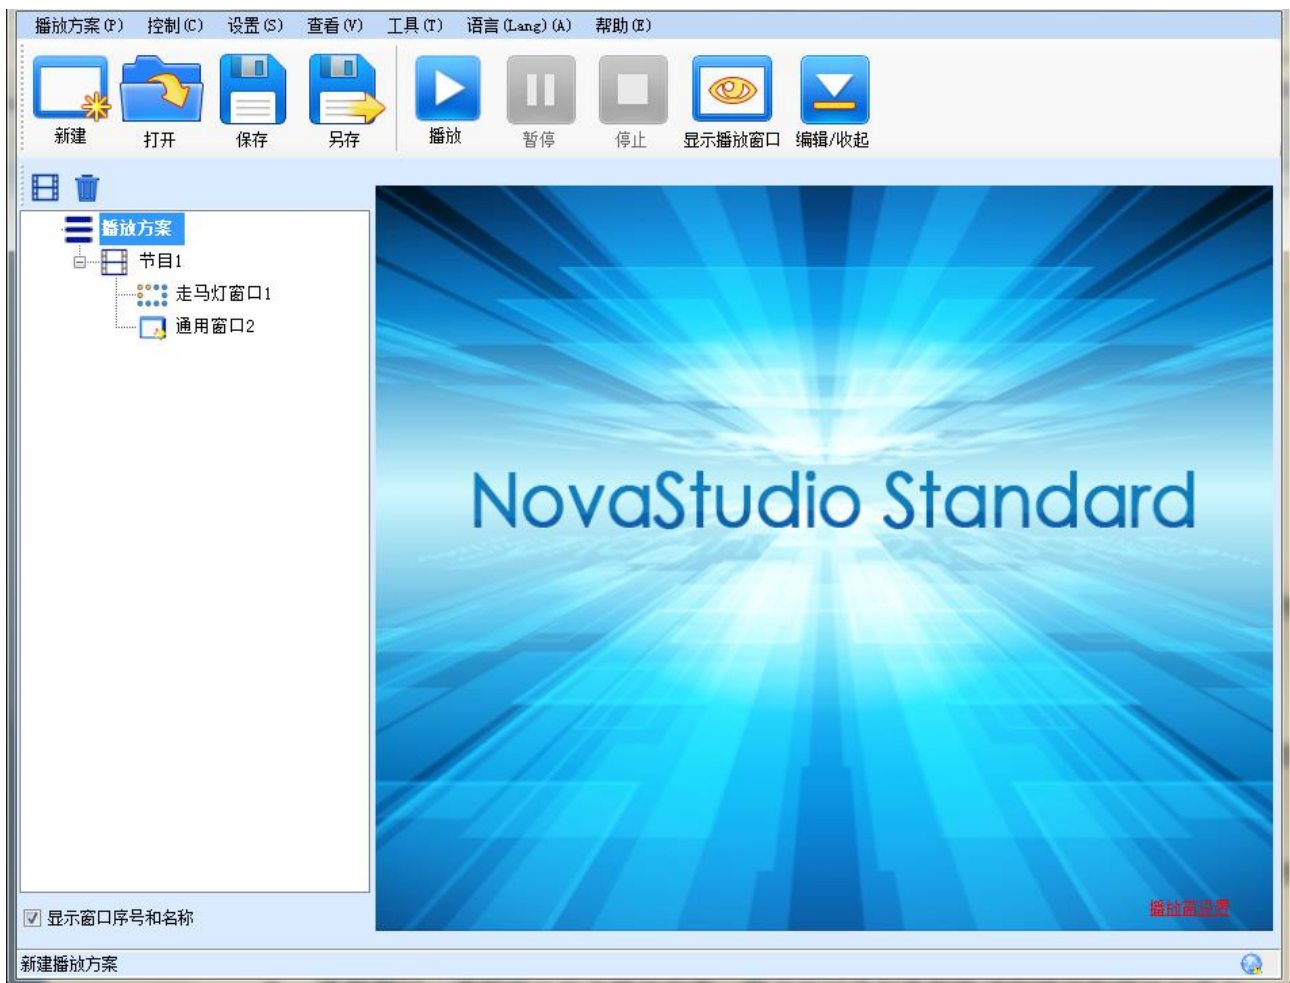 播放方案(P) 控制(C) 设置(S) 查看(V) 工具(T) 语言(Lang)(A) 帮助(E)
新建 打开 保存 另存 播放 暂停 停止 显示播放窗口 编辑/收起
播放方案
节目1
走马灯窗口1
通用窗口2
NovaStudio Standard
播放窗设置
显示窗口序号和名称
新建播放方案